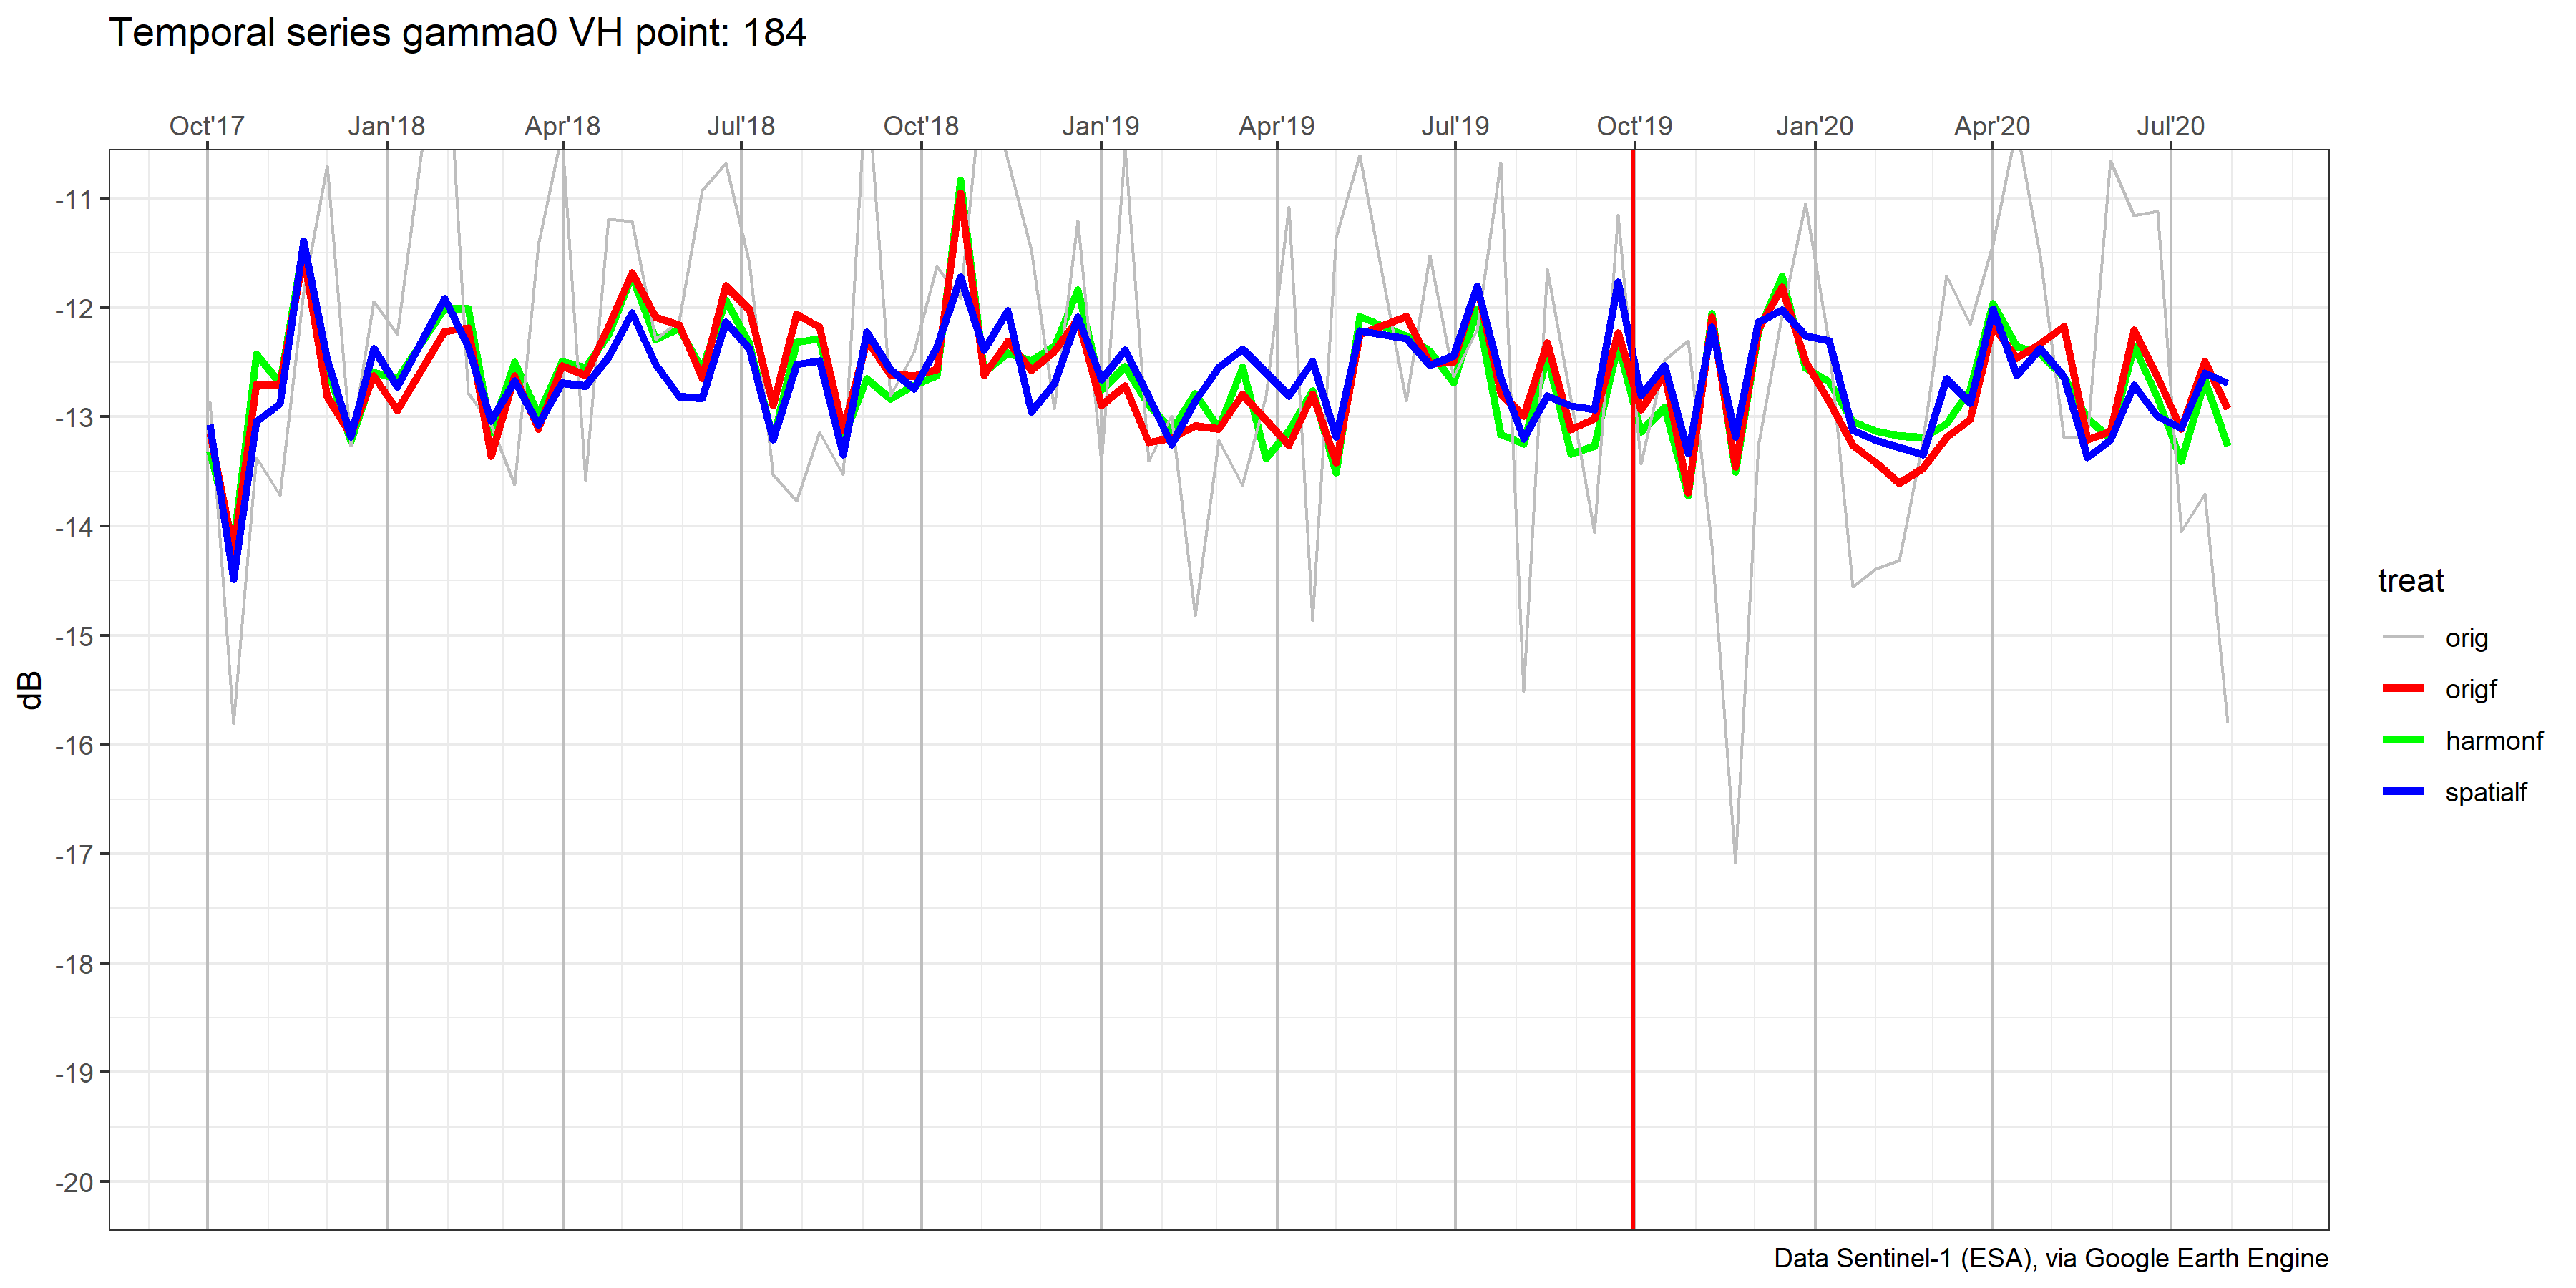 Temporal series gamma0 VH point: 184
Oct'17 Jan'18 Apr'18 Jul'18 Oct'18 Jan'19 Apr'19 Jul'19 Oct'19 Jan'20 Apr'20 Jul'20
-11
-12
-13
-14
-15
-16
-17
-18
-19
-20
dB
treat
orig
origf
harmonf
spatialf
Data Sentinel-1 (ESA), via Google Earth Engine